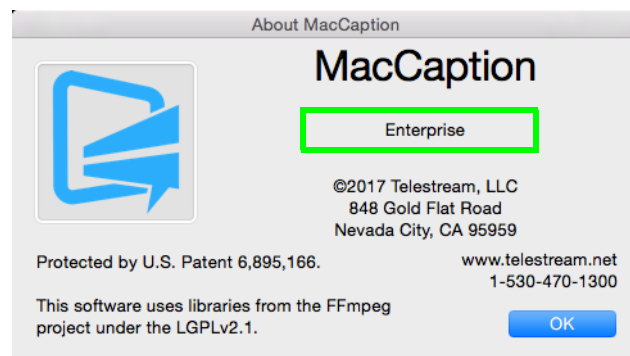 About MacCaption
MacCaption
Enterprise
©2017 Telestream, LLC
848 Gold Flat Road
Nevada City, CA 95959
Protected by U.S. Patent 6,895,166.
www.telestream.net
1-530-470-1300
This software uses libraries from the FFmpeg
project under the LGPLv2.1.
OK